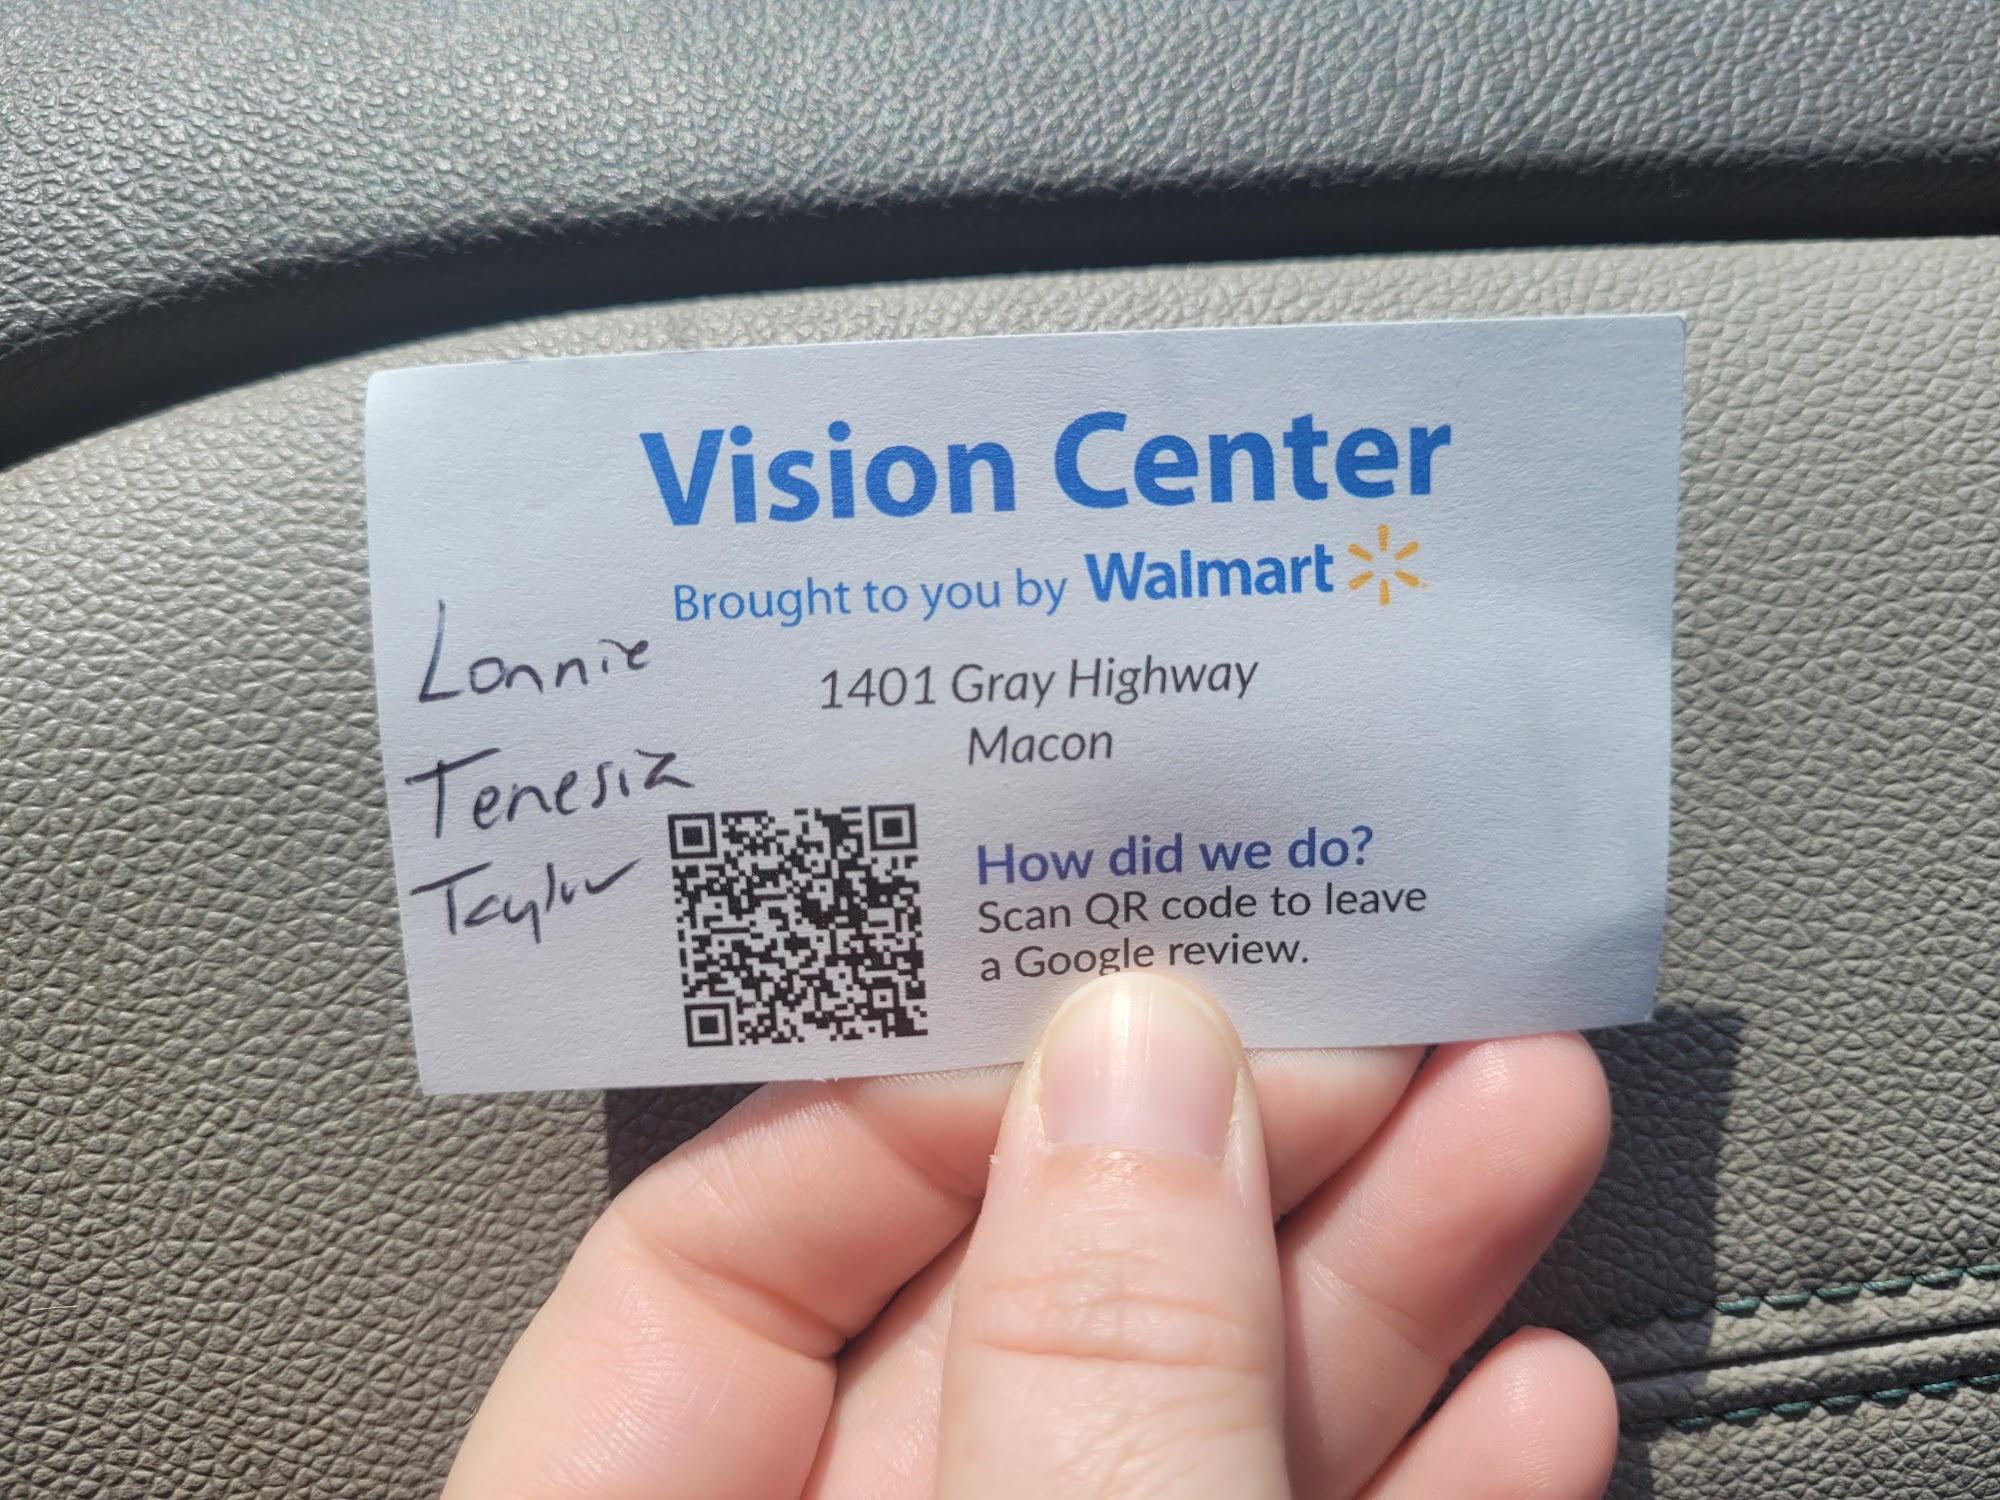 Vision Center
Brought to you by Walmart
1401 Gray Highway
Macon
Lonnie
Tenesia
Taylor
How did we do?
Scan QR code to leave
a Google review.